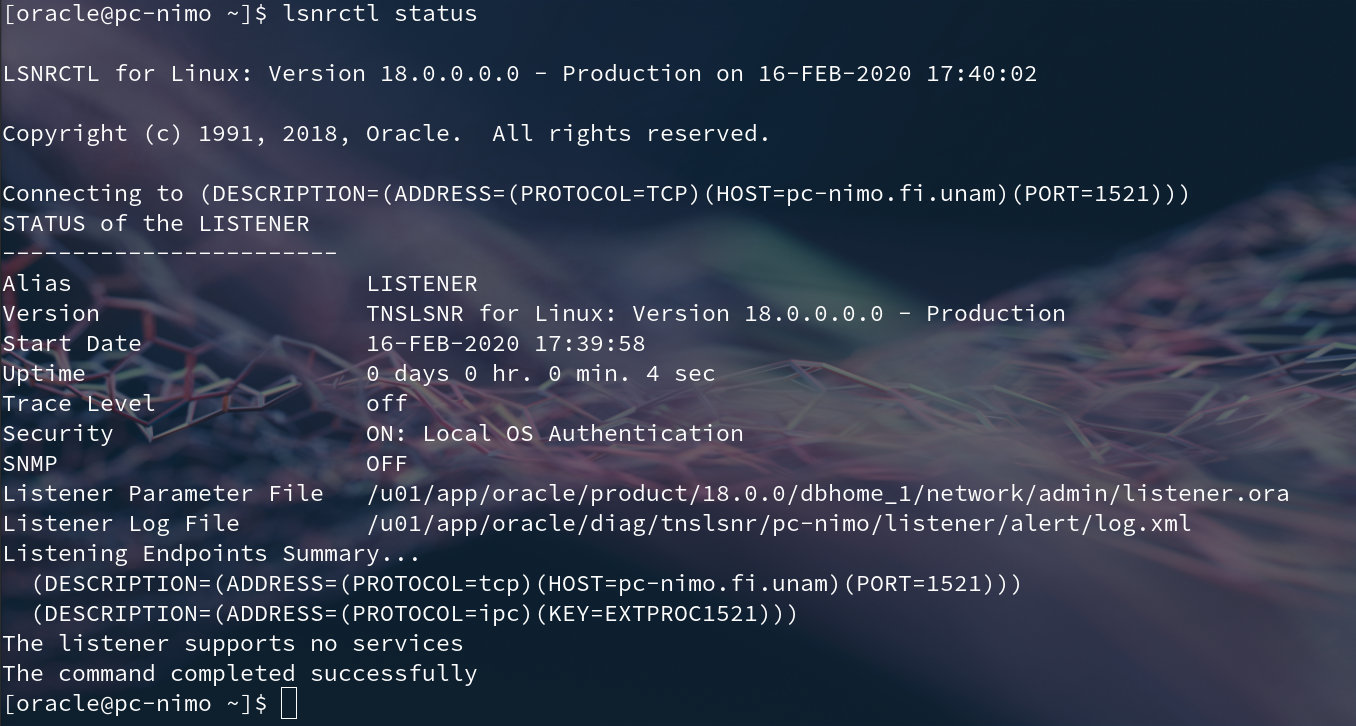 [oracle@pc-nimo ~]$ lsnrctl status
LSNRCTL for Linux: Version 18.0.0.0.0 - Production on 16-FEB-2020 17:40:02
Copyright (c) 1991, 2018, Oracle.  All rights reserved.
Connecting to (DESCRIPTION=(ADDRESS=(PROTOCOL=TCP)(HOST=pc-nimo.fi.unam)(PORT=1521)))
STATUS of the LISTENER
------------------------
Alias                     LISTENER
Version                   TNSLSNR for Linux: Version 18.0.0.0.0 - Production
Start Date                16-FEB-2020 17:39:58
Uptime                    0 days 0 hr. 0 min. 4 sec
Trace Level               off
Security                  ON: Local OS Authentication
SNMP                      OFF
Listener Parameter File   /u01/app/oracle/product/18.0.0/dbhome_1/network/admin/listener.ora
Listener Log File         /u01/app/oracle/diag/tnslsnr/pc-nimo/listener/alert/log.xml
Listening Endpoints Summary...
  (DESCRIPTION=(ADDRESS=(PROTOCOL=tcp)(HOST=pc-nimo.fi.unam)(PORT=1521)))
  (DESCRIPTION=(ADDRESS=(PROTOCOL=ipc)(KEY=EXTPROC1521)))
The listener supports no services
The command completed successfully
[oracle@pc-nimo ~]$